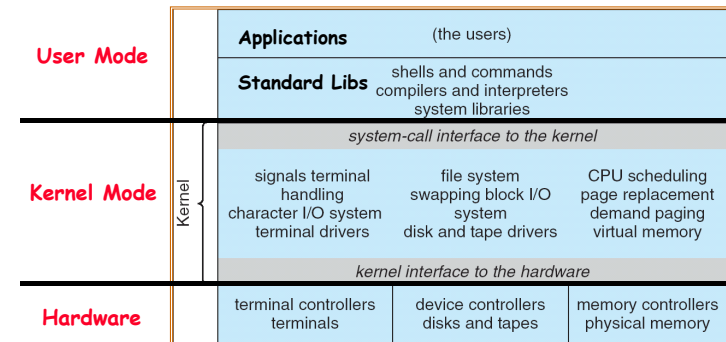 User Mode
Applications
(the users)
Standard Libs
shells and commands
compilers and interpreters
system libraries
Kernel Mode
Kernel
system-call interface to the kernel
signals terminal
handling
character I/O system
terminal drivers
file system
swapping block I/O
system
disk and tape drivers
CPU scheduling
page replacement
demand paging
virtual memory
kernel interface to the hardware
Hardware
terminal controllers
terminals
device controllers
disks and tapes
memory controllers
physical memory